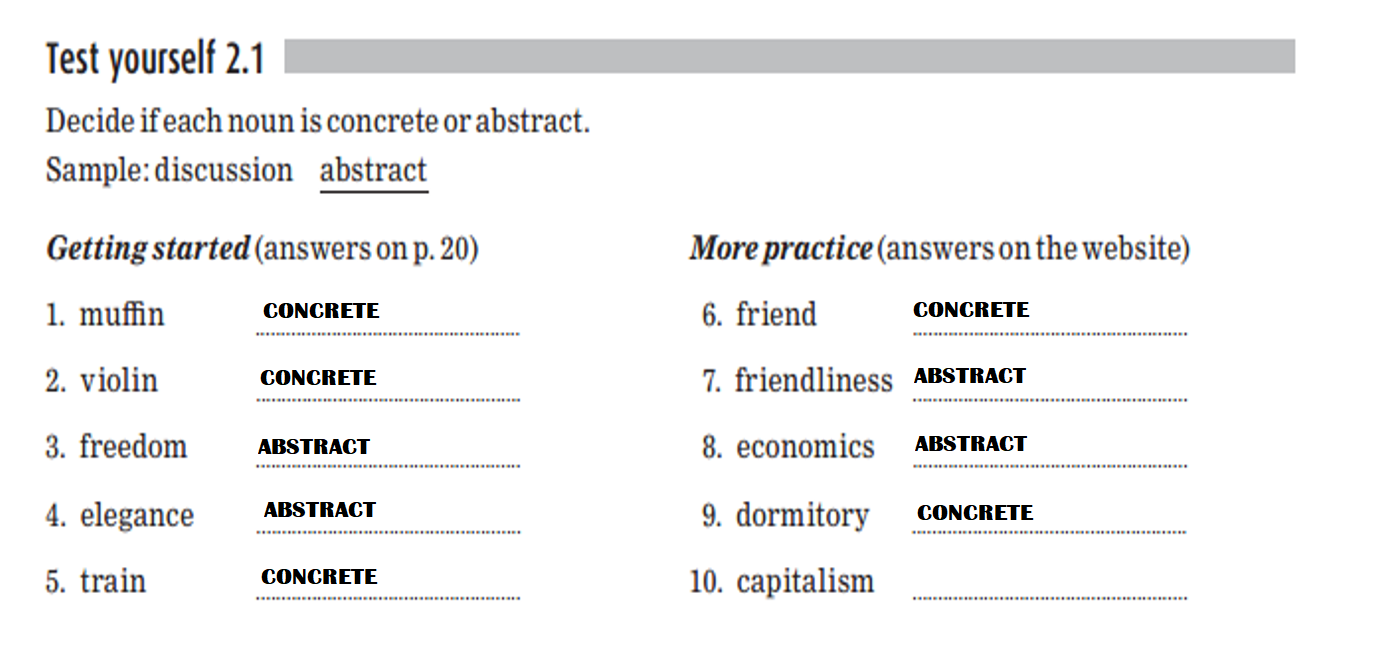 Test yourself 2.1
Decide if each noun is concrete or abstract.
Sample: discussion abstract
Getting started (answers on p. 20)
1. muffin CONCRETE
2. violin CONCRETE
3. freedom ABSTRACT
4. elegance ABSTRACT
5. train CONCRETE
More practice (answers on the website)
6. friend CONCRETE
7. friendliness ABSTRACT
8. economics ABSTRACT
9. dormitory CONCRETE
10. capitalism